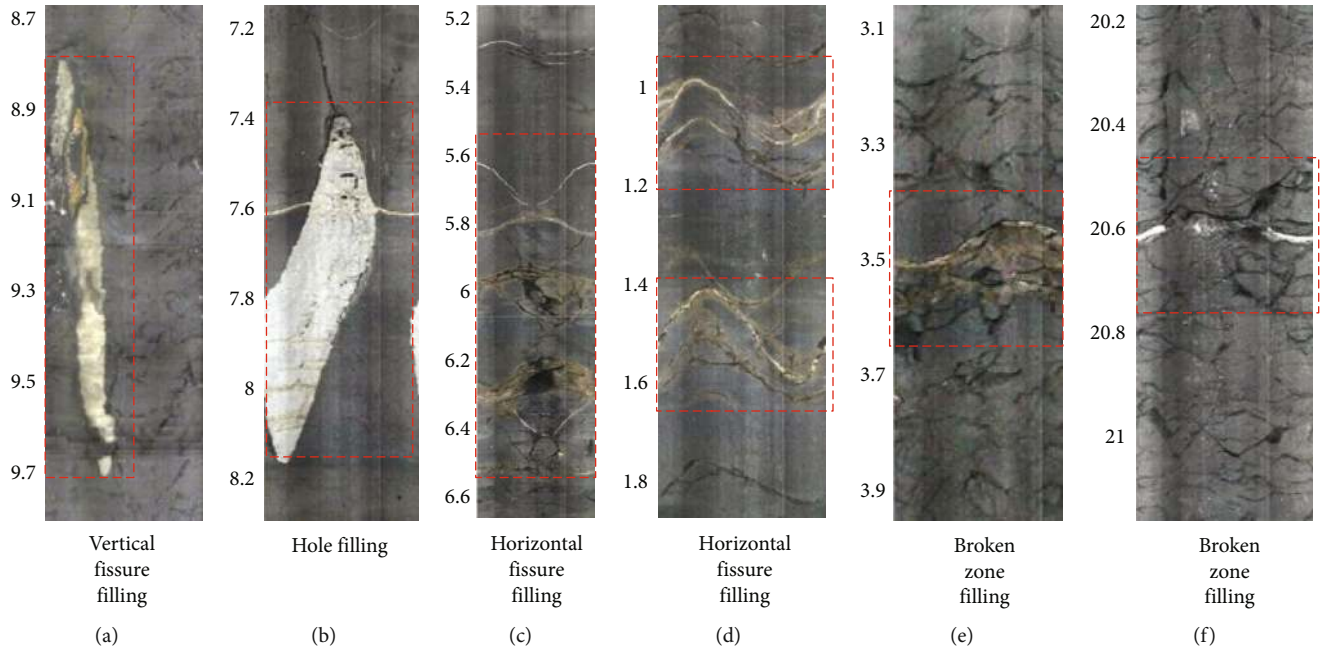 8.7
8.9
9.1
9.3
9.5
9.7
Vertical
fissure
filling
(a)
7.2
7.4
7.6
7.8
8
8.2
Hole filling
(b)
5.2
5.4
5.6
5.8
6
6.2
6.4
6.6
Horizontal
fissure
filling
(c)
1
1.2
1.4
1.6
1.8
Horizontal
fissure
filling
(d)
3.1
3.3
3.5
3.7
3.9
Broken
zone
filling
(e)
20.2
20.4
20.6
20.8
21
Broken
zone
filling
(f)